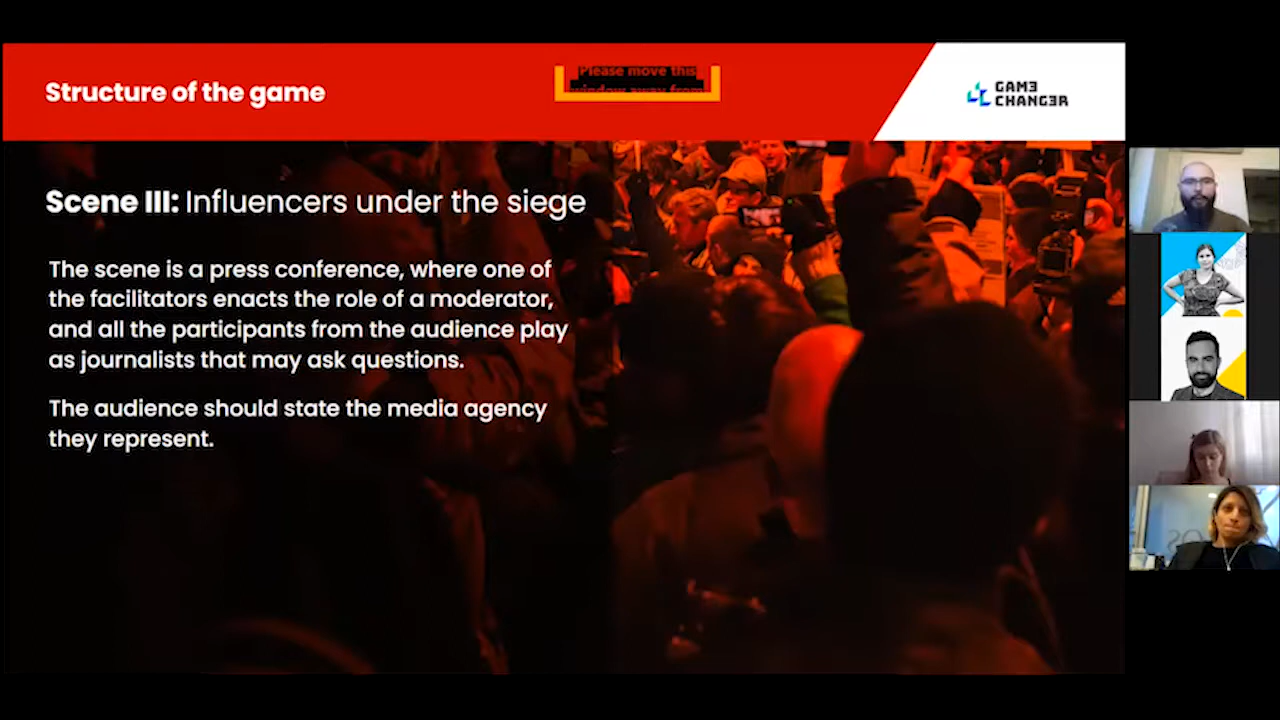 Structure of the game
Please move this
window away from
GAM3
CHANG3R
Scene III: Influencers under the siege
The scene is a press conference, where one of
the facilitators enacts the role of a moderator,
and all the participants from the audience play
as journalists that may ask questions.
The audience should state the media agency
they represent.